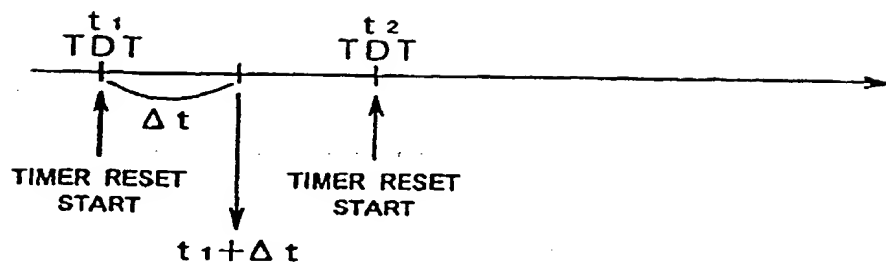 t1 t2
TDT TDT
Δt
TIMER RESET TIMER RESET
START START
t1+Δt